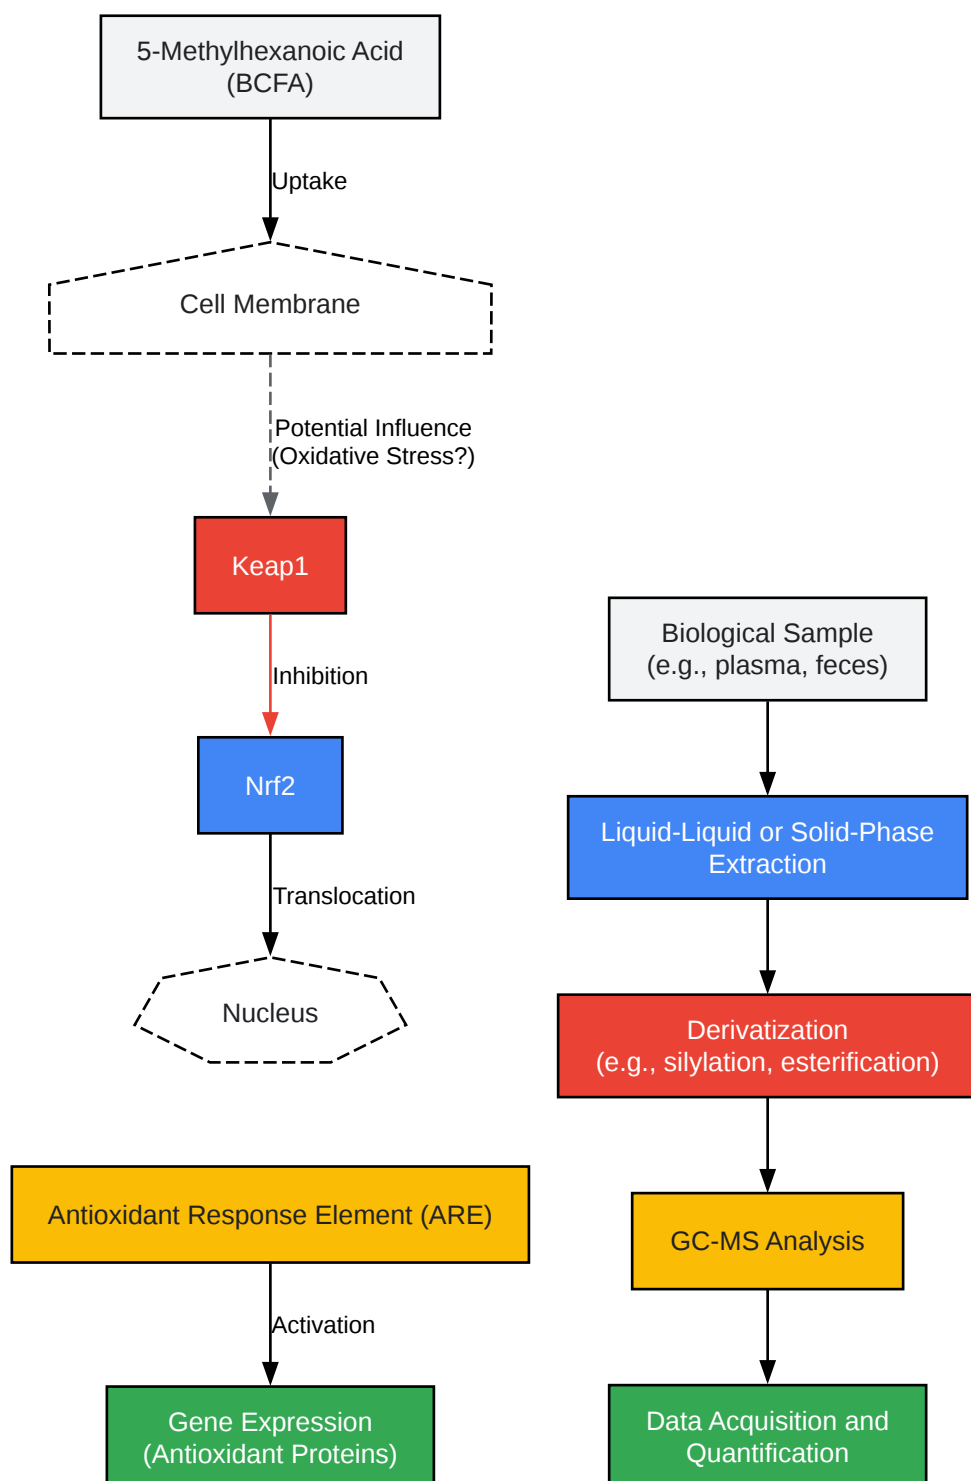 5-Methylhexanoic Acid
(BCFA)
Uptake
Cell Membrane
Potential Influence
(Oxidative Stress?)
Keap1
Inhibition
Nrf2
Translocation
Nucleus
Antioxidant Response Element (ARE)
Activation
Gene Expression
(Antioxidant Proteins)
Biological Sample
(e.g., plasma, feces)
Liquid-Liquid or Solid-Phase
Extraction
Derivatization
(e.g., silylation, esterification)
GC-MS Analysis
Data Acquisition and
Quantification